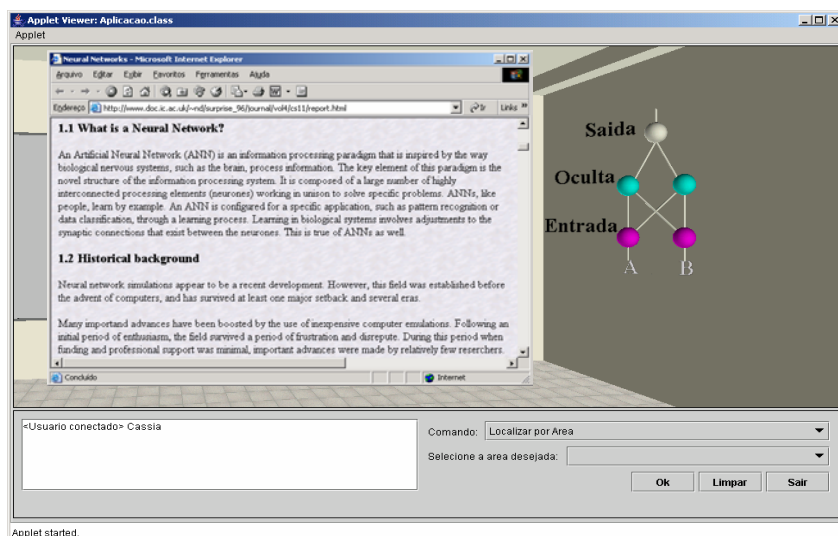 Applet Viewer: Aplicacao.class
Applet
Neural Networks - Microsoft Internet Explorer
Arquivo Editar Exibir Favoritos Ferramentas Ajuda
Endereço http://www.doc.ic.ac.uk/~nd/surprise_96/journal/vol4/cs11/report.html Ir Links »
1.1 What is a Neural Network?
An Artificial Neural Network (ANN) is an information processing paradigm that is inspired by the way
biological nervous systems, such as the brain, process information. The key element of this paradigm is the
novel structure of the information processing system. It is composed of a large number of highly
interconnected processing elements (neurones) working in unison to solve specific problems. ANNs, like
people, learn by example. An ANN is configured for a specific application, such as pattern recognition or
data classification, through a learning process. Learning in biological systems involves adjustments to the
synaptic connections that exist between the neurones. This is true of ANNs as well.
1.2 Historical background
Neural network simulations appear to be a recent development. However, this field was established before
the advent of computers, and has survived at least one major setback and several eras.
Many importand advances have been boosted by the use of inexpensive computer emulations. Following an
initial period of enthusiasm, the field survived a period of frustration and disrepute. During this period when
funding and professional support was minimal, important advances were made by relatively few reserchers.
Concluído Internet
Saida
Oculta
Entrada
A B
<Usuario conectado> Cassia
Comando: Localizar por Area
Selecione a area desejada:
Ok Limpar Sair
Applet started.